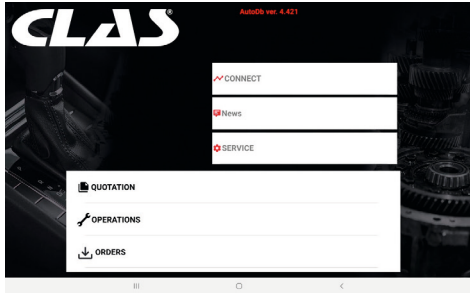 CLAS®
AutoDb ver. 4.421
CONNECT
News
SERVICE
QUOTATION
OPERATIONS
ORDERS